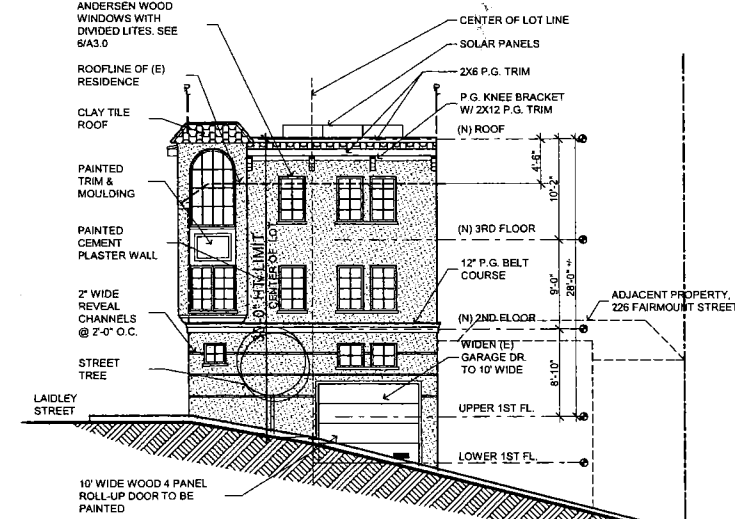 ANDERSEN WOOD
WINDOWS WITH
DIVIDED LITES. SEE
6/A3.0
ROOFLINE OF (E)
RESIDENCE
CLAY TILE
ROOF
PAINTED
TRIM &
MOULDING
PAINTED
CEMENT
PLASTER WALL
2" WIDE
REVEAL
CHANNELS
@ 2'-0" O.C.
STREET
TREE
LAIDLEY
STREET
10' WIDE WOOD 4 PANEL
ROLL-UP DOOR TO BE
PAINTED
HT. LIMIT
CENTER OF LOT
CENTER OF LOT LINE
SOLAR PANELS
2X6 P.G. TRIM
P.G. KNEE BRACKET
W/ 2X12 P.G. TRIM
(N) ROOF
4'-6"
10'-2"
(N) 3RD FLOOR
12" P.G. BELT
COURSE
9'-0"
28'-0" +-
(N) 2ND FLOOR
ADJACENT PROPERTY,
226 FAIRMOUNT STREET
WIDEN (E)
GARAGE DR.
TO 10' WIDE
8'-10"
UPPER 1ST FL.
LOWER 1ST FL.